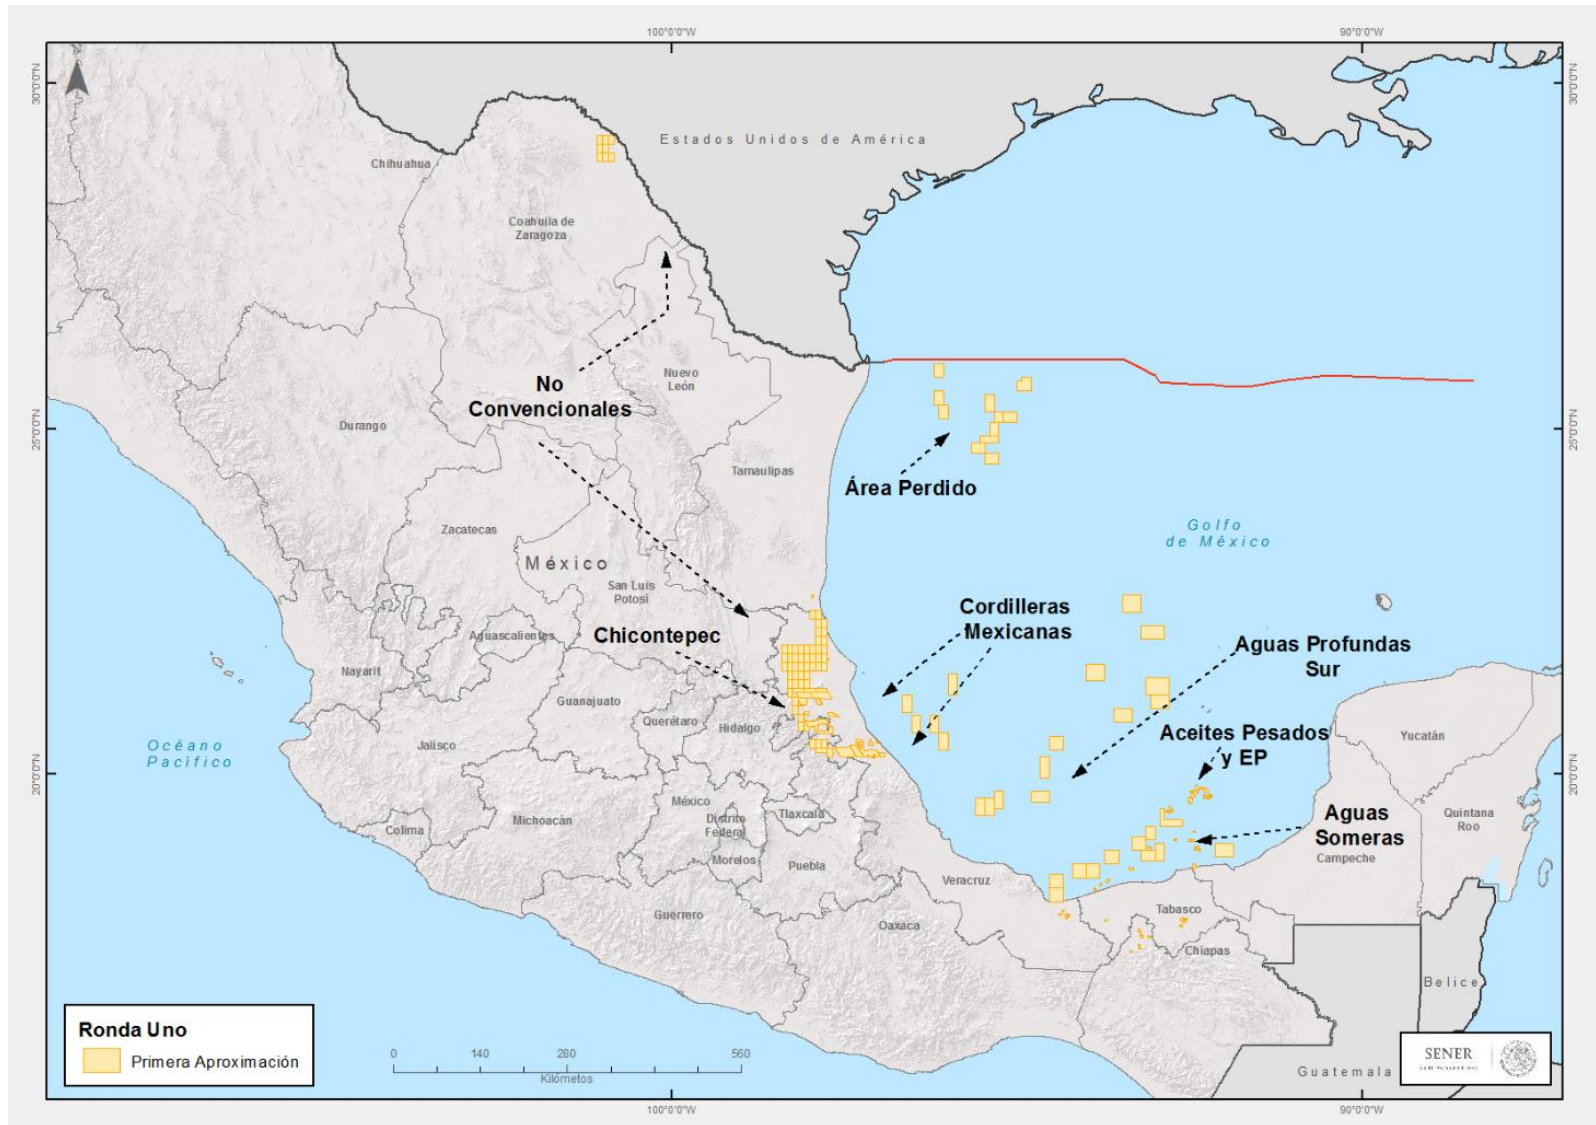 100°0'0"W
90°0'0"W
30°0'0"N
30°0'0"N
Estados Unidos de América
Chihuahua
Coahuila de
Zaragoza
No
Convencionales
Nuevo
León
Durango
25°0'0"N
25°0'0"N
Tamaulipas
Área Perdido
Zacatecas
Golfo
de México
México
San Luis
Potosí
Cordilleras
Mexicanas
Chicontepec
Aguascalientes
Aguas Profundas
Sur
Nayarit
Guanajuato
Querétaro
Hidalgo
Aceites Pesados
y EP
Yucatán
Océano
Pacífico
Jalisco
20°0'0"N
20°0'0"N
México
Distrito
Federal
Tlaxcala
Aguas
Someras
Quintana
Roo
Colima
Michoacán
Morelos
Puebla
Campeche
Veracruz
Guerrero
Oaxaca
Tabasco
Chiapas
Belice
Guatemala
Ronda Uno
Primera Aproximación
0 140 280 560
Kilómetos
SENER
100°0'0"W
90°0'0"W